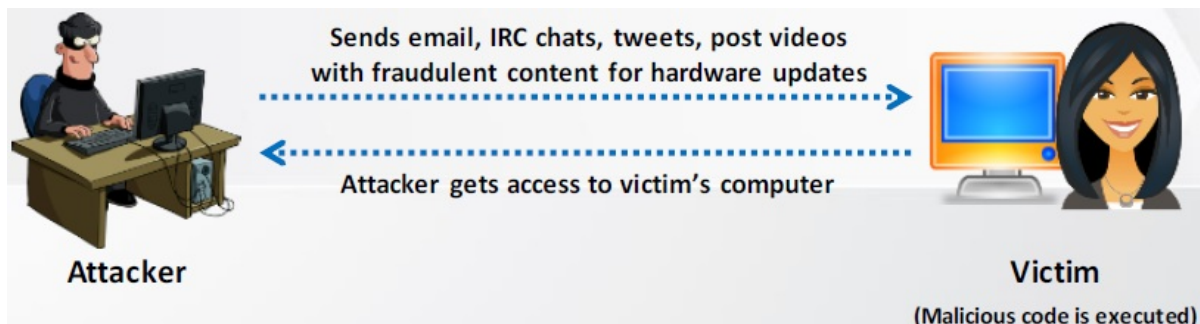 Sends email, IRC chats, tweets, post videos
with fraudulent content for hardware updates
Attacker gets access to victim's computer
Attacker
Victim
(Malicious code is executed)